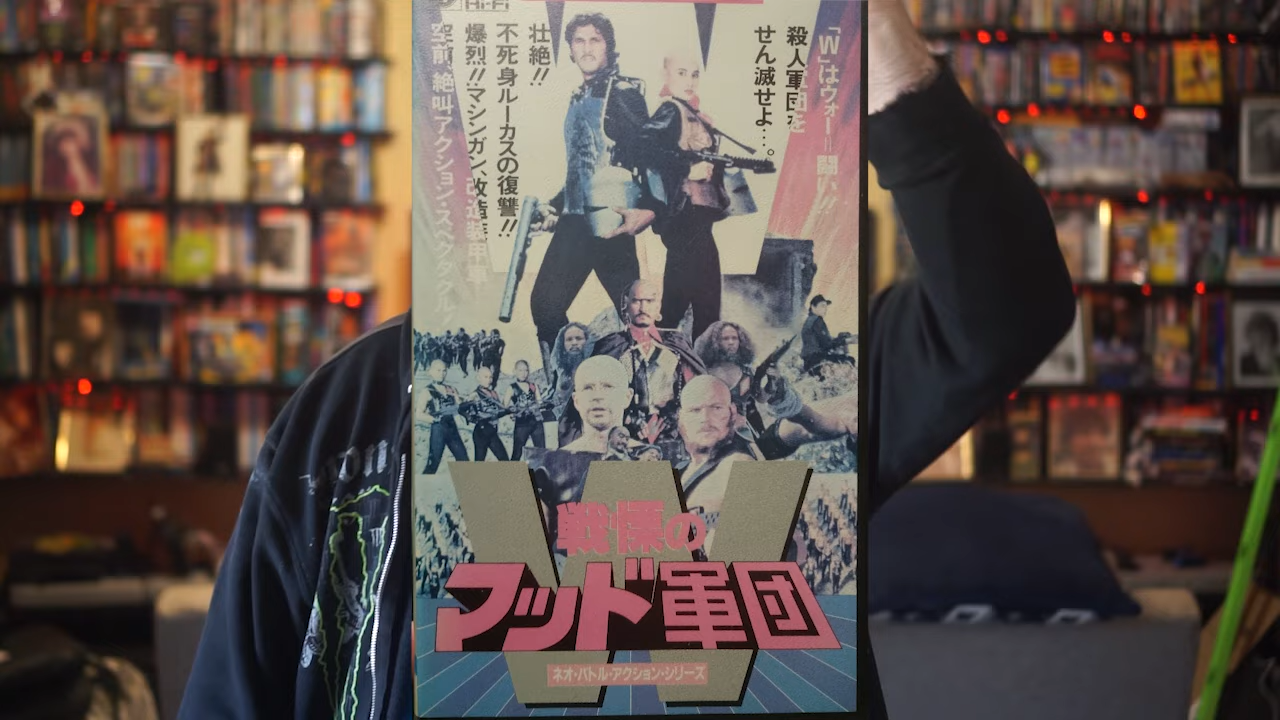 Hi-Fi
「W」はウォー＝闘い!!
殺人軍団を
せん滅せよ…。
壮絶!!
不死身ルーカスの復讐!!
爆烈!!マシンガン、改造装甲車
空前、絶叫アクション・スペクタクル!
戦慄の
マッド軍団
ネオ・バトル・アクション・シリーズ